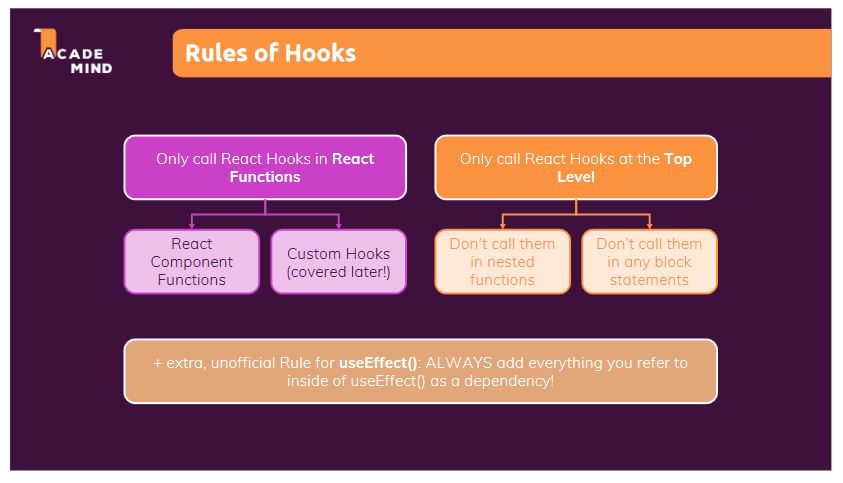 ACADE
MIND
Rules of Hooks
Only call React Hooks in React
Functions
Only call React Hooks at the Top
Level
React
Component
Functions
Custom Hooks
(covered later!)
Don't call them
in nested
functions
Don't call them
in any block
statements
+ extra, unofficial Rule for useEffect(): ALWAYS add everything you refer to
inside of useEffect() as a dependency!